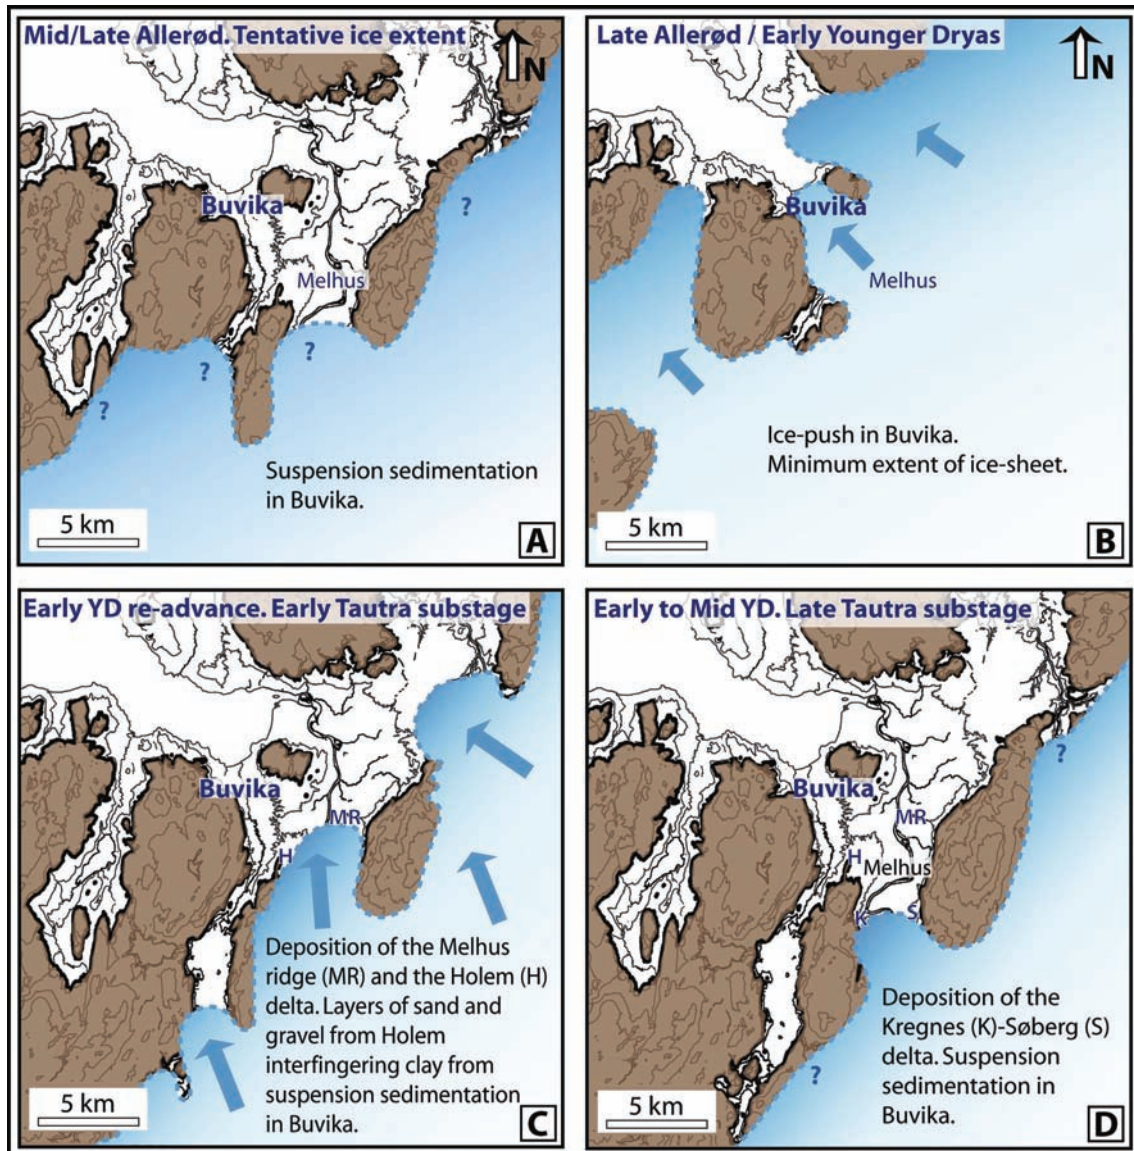 Mid/Late Allerød. Tentative ice extent
N
Buvika
?
Melhus
?
?
?
Suspension sedimentation
in Buvika.
5 km
A
Late Allerød / Early Younger Dryas
N
Buvika
Melhus
Ice-push in Buvika.
Minimum extent of ice-sheet.
5 km
B
Early YD re-advance. Early Tautra substage
Buvika
MR
H
Deposition of the Melhus
ridge (MR) and the Holem (H)
delta. Layers of sand and
gravel from Holem
interfingering clay from
suspension sedimentation
in Buvika.
5 km
C
Early to Mid YD. Late Tautra substage
?
Buvika
MR
H
Melhus
K
S
Deposition of the
Kregnes (K)-Søberg (S)
delta. Suspension
sedimentation in
Buvika.
?
5 km
D